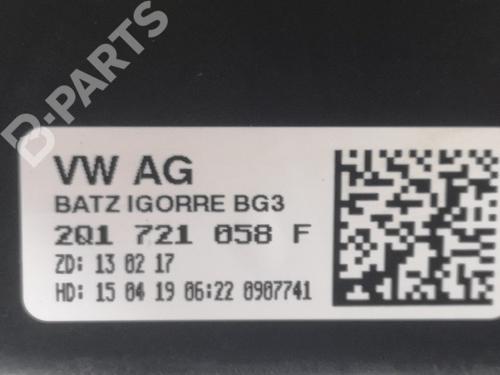 B-PARTS
VW AG
BATZ IGORRE BG3
2Q1 721 058 F
ZD: 13 02 17
HD: 15 04 19 06:22 0907741